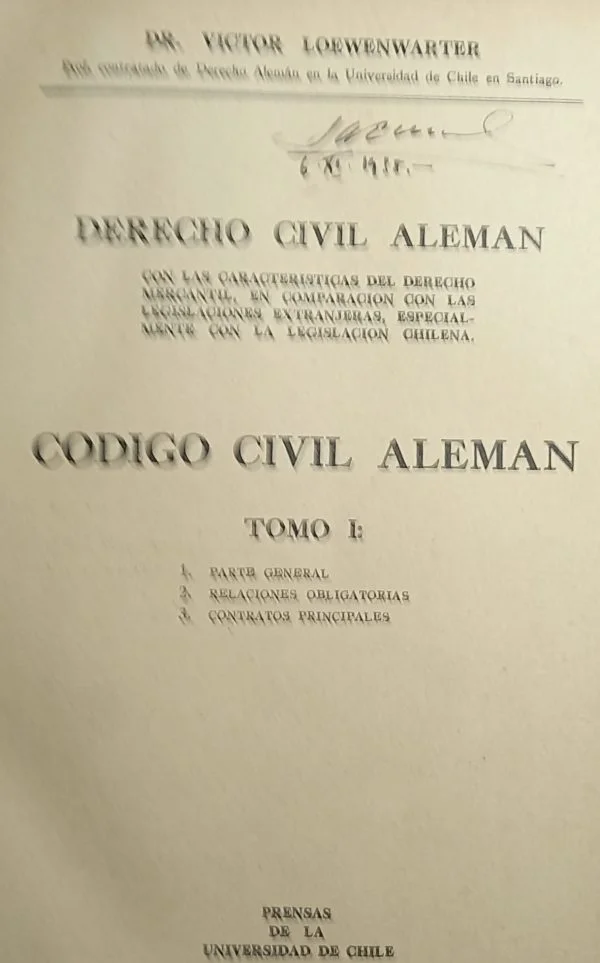 DR. VICTOR LOEWENWARTER
Prof. contratado de Derecho Alemán en la Universidad de Chile en Santiago.
6 XI
DERECHO CIVIL ALEMAN
CON LAS CARACTERISTICAS DEL DERECHO
MERCANTIL, EN COMPARACION CON LAS
LEGISLACIONES EXTRANJERAS, ESPECIAL-
MENTE CON LA LEGISLACION CHILENA.
CODIGO CIVIL ALEMAN
TOMO I:
1. PARTE GENERAL
2. RELACIONES OBLIGATORIAS
3. CONTRATOS PRINCIPALES
PRENSAS
DE LA
UNIVERSIDAD DE CHILE